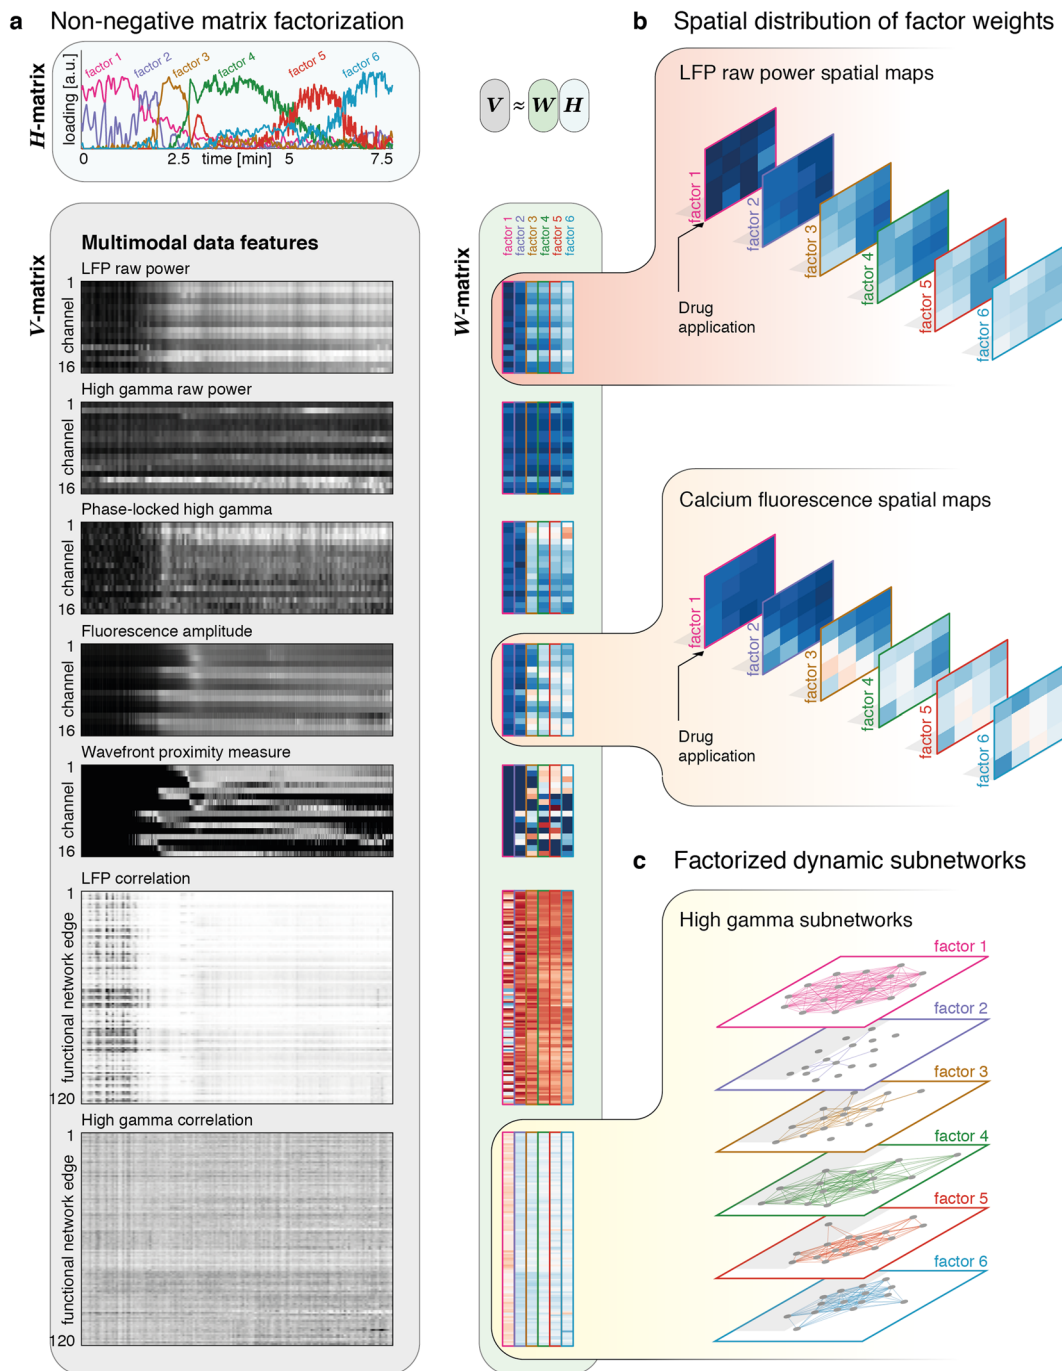 a Non-negative matrix factorization
H-matrix
loading [a.u.]
factor 1
factor 2
factor 3
factor 4
factor 5
factor 6
0 2.5 time [min] 5 7.5
V ≈ W H
V-matrix
Multimodal data features
LFP raw power
1
channel
16
High gamma raw power
1
channel
16
Phase-locked high gamma
1
channel
16
Fluorescence amplitude
1
channel
16
Wavefront proximity measure
1
channel
16
LFP correlation
1
functional network edge
120
High gamma correlation
1
functional network edge
120
W-matrix
factor 1
factor 2
factor 3
factor 4
factor 5
factor 6
b Spatial distribution of factor weights
LFP raw power spatial maps
factor 1
factor 2
factor 3
factor 4
factor 5
factor 6
Drug
application
Calcium fluorescence spatial maps
factor 1
factor 2
factor 3
factor 4
factor 5
factor 6
Drug
application
c Factorized dynamic subnetworks
High gamma subnetworks
factor 1
factor 2
factor 3
factor 4
factor 5
factor 6